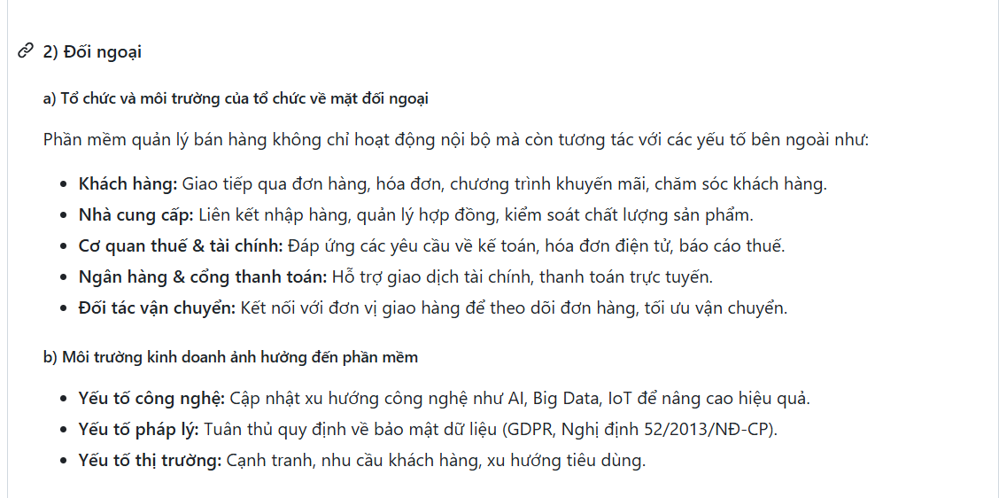 2) Đối ngoại
a) Tổ chức và môi trường của tổ chức về mặt đối ngoại
Phần mềm quản lý bán hàng không chỉ hoạt động nội bộ mà còn tương tác với các yếu tố bên ngoài như:
• Khách hàng: Giao tiếp qua đơn hàng, hóa đơn, chương trình khuyến mãi, chăm sóc khách hàng.
• Nhà cung cấp: Liên kết nhập hàng, quản lý hợp đồng, kiểm soát chất lượng sản phẩm.
• Cơ quan thuế & tài chính: Đáp ứng các yêu cầu về kế toán, hóa đơn điện tử, báo cáo thuế.
• Ngân hàng & cổng thanh toán: Hỗ trợ giao dịch tài chính, thanh toán trực tuyến.
• Đối tác vận chuyển: Kết nối với đơn vị giao hàng để theo dõi đơn hàng, tối ưu vận chuyển.
b) Môi trường kinh doanh ảnh hưởng đến phần mềm
• Yếu tố công nghệ: Cập nhật xu hướng công nghệ như AI, Big Data, IoT để nâng cao hiệu quả.
• Yếu tố pháp lý: Tuân thủ quy định về bảo mật dữ liệu (GDPR, Nghị định 52/2013/NĐ-CP).
• Yếu tố thị trường: Cạnh tranh, nhu cầu khách hàng, xu hướng tiêu dùng.